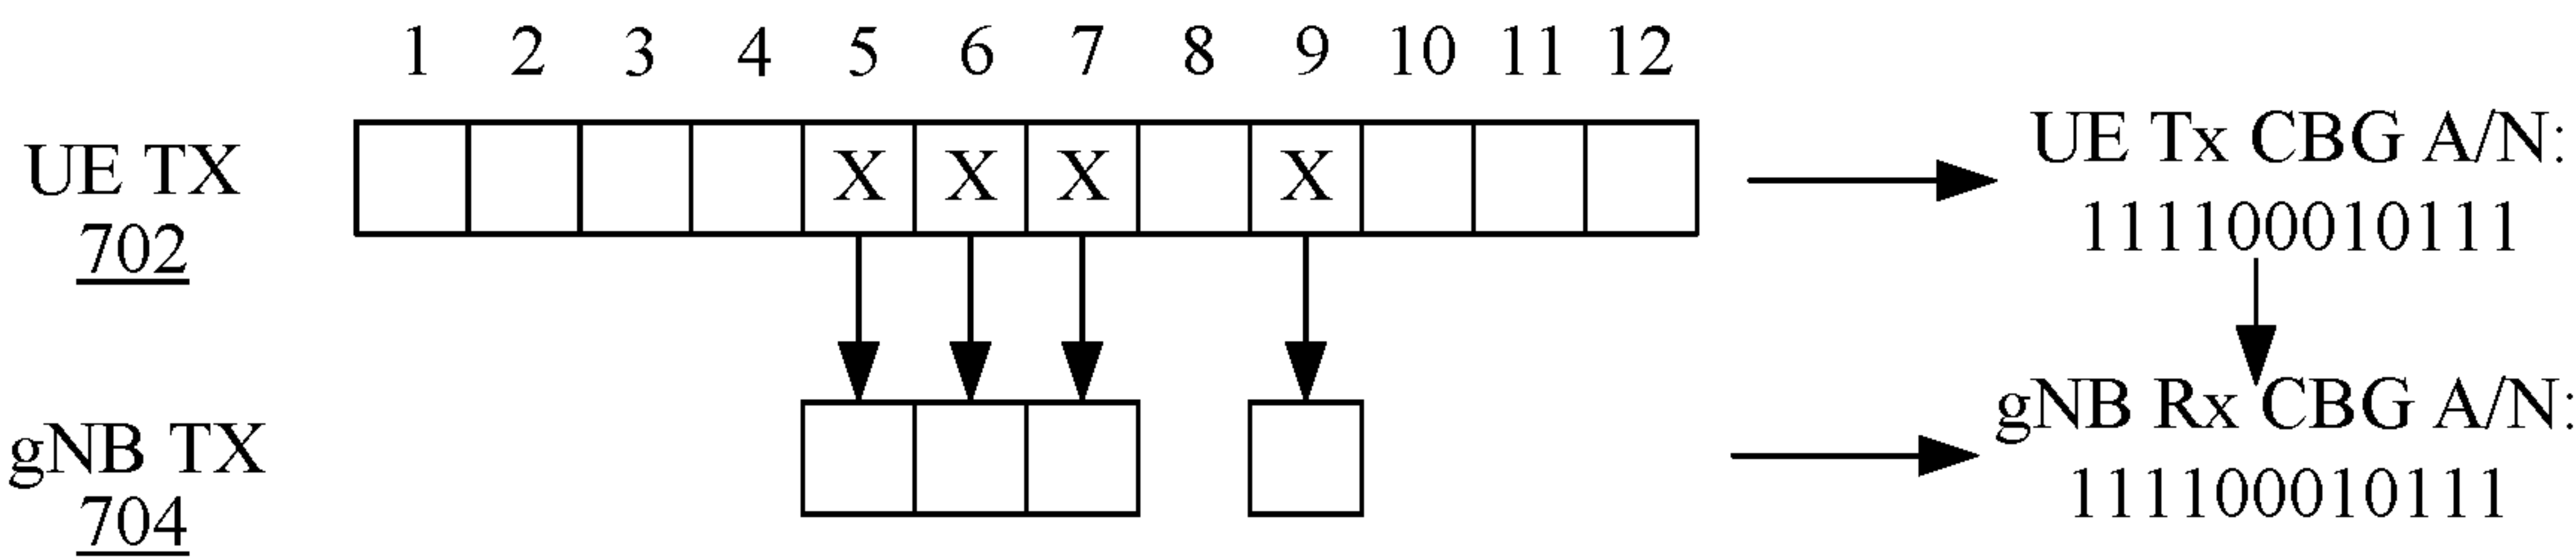 1 2 3 4 5 6 7 8 9 10 11 12
UE TX
702
X X X X
UE Tx CBG A/N:
111100010111
gNB TX
704
gNB Rx CBG A/N:
111100010111